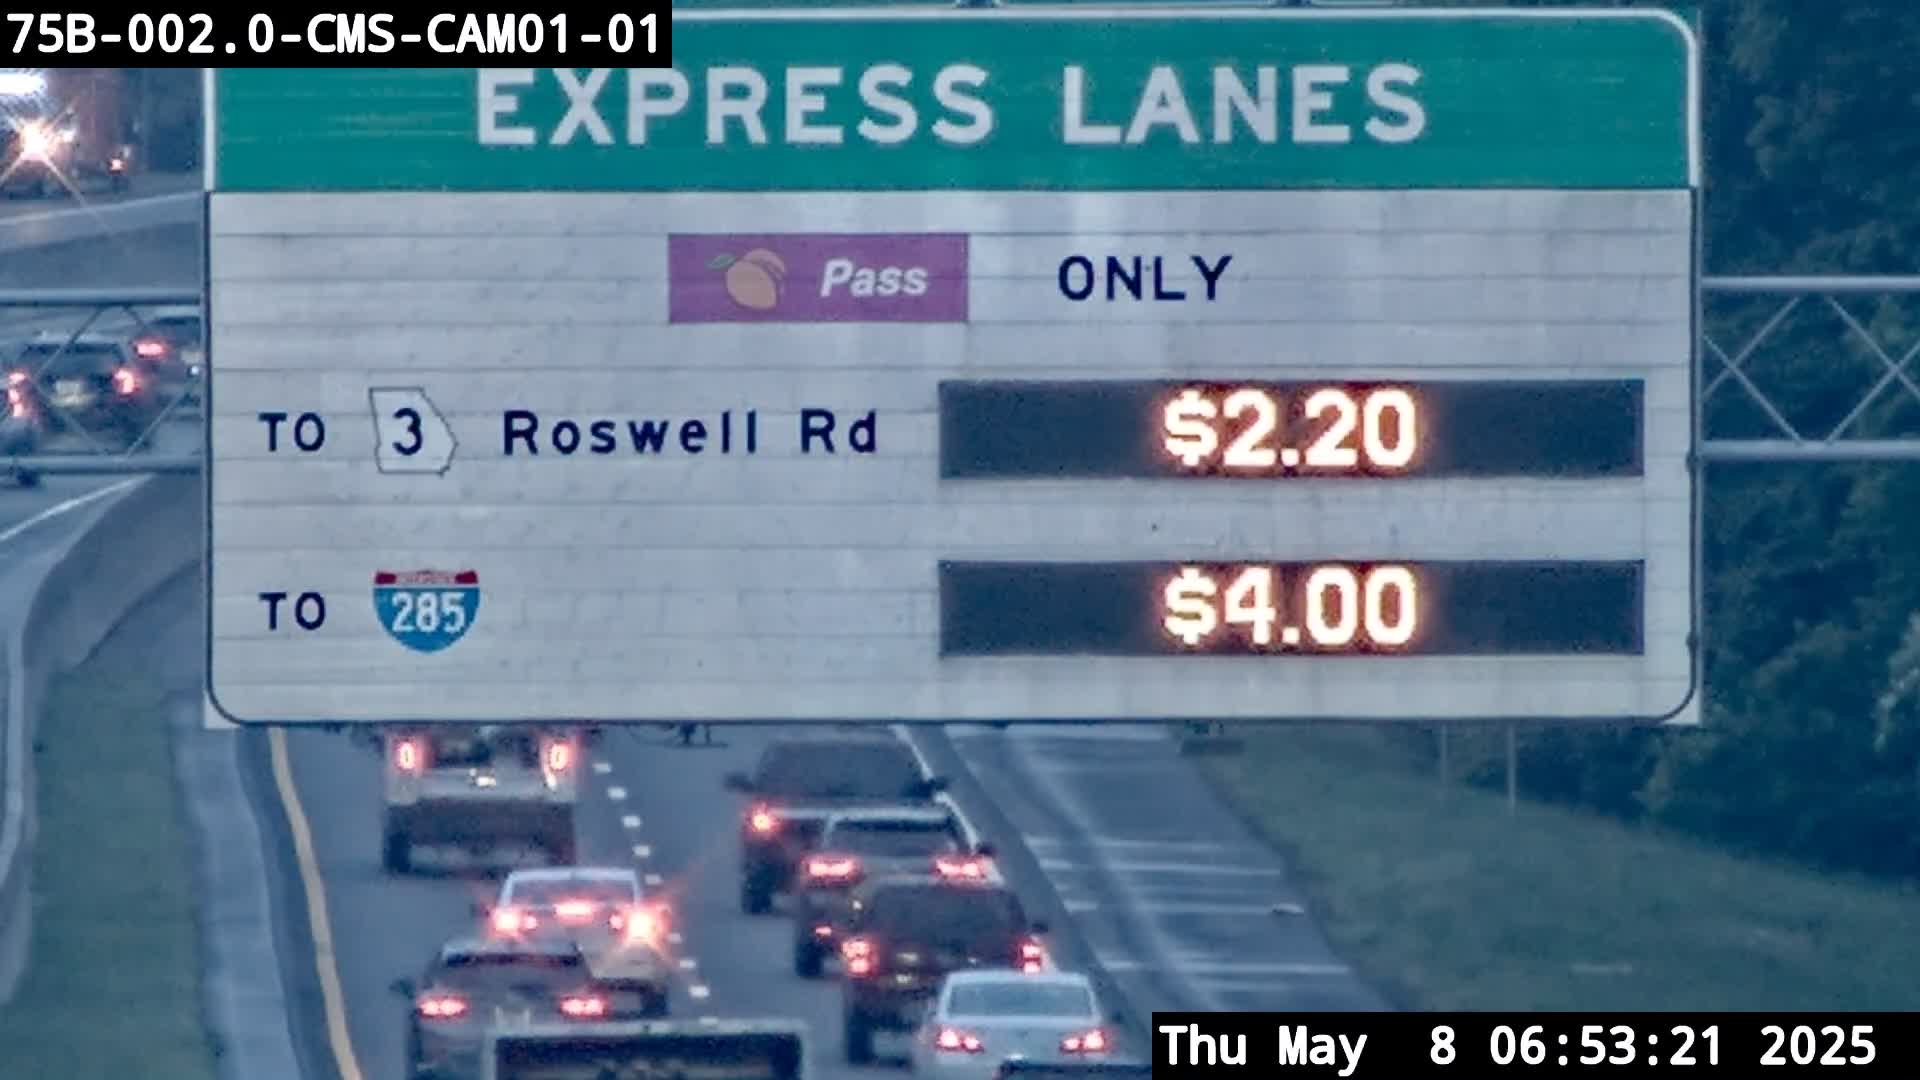 75B-002.0-CMS-CAM01-01
EXPRESS LANES
Pass ONLY
TO 3 Roswell Rd $2.20
TO 285 $4.00
Thu May 8 06:53:21 2025